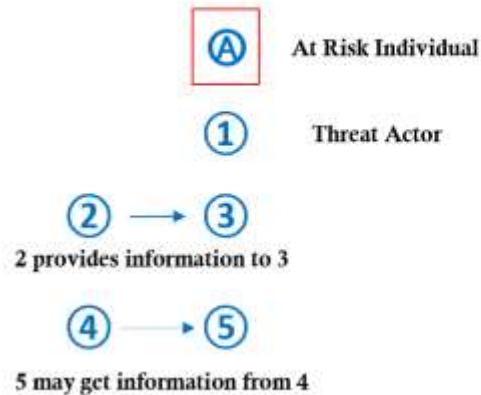 Ⓐ At Risk Individual
① Threat Actor
② → ③
2 provides information to 3
④ → ⑤
5 may get information from 4